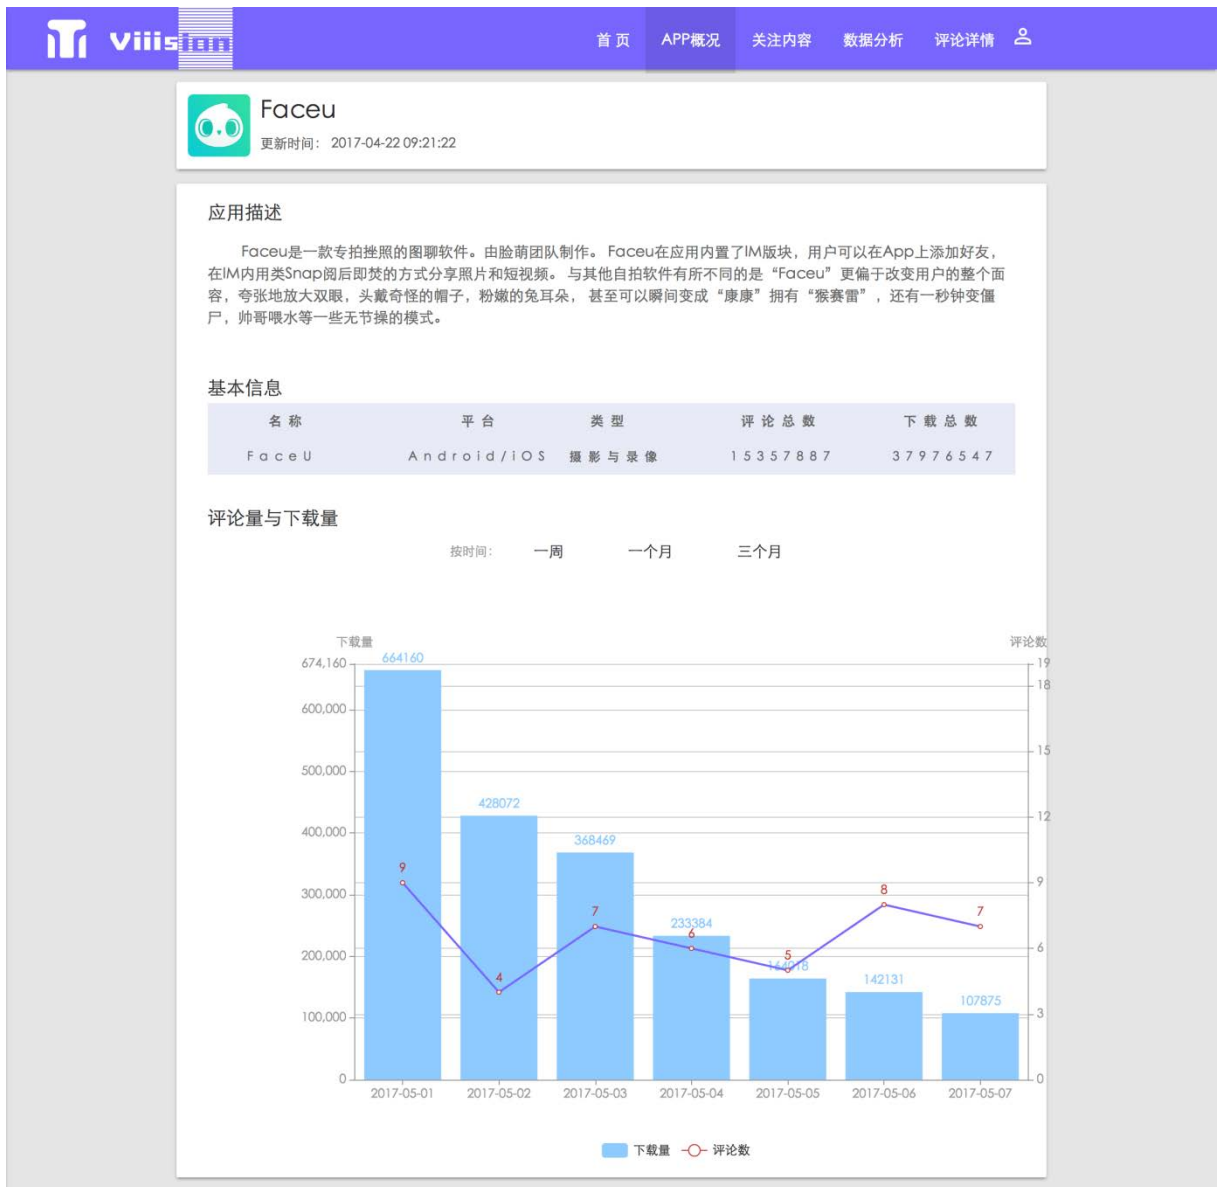 Viiision
首页 APP概况 关注内容 数据分析 评论详情
Faceu
更新时间： 2017-04-22 09:21:22
应用描述
Faceu是一款专拍挫照的图聊软件。由脸萌团队制作。 Faceu在应用内置了IM版块，用户可以在App上添加好友，
在IM内用类Snap阅后即焚的方式分享照片和短视频。 与其他自拍软件有所不同的是“Faceu”更偏于改变用户的整个面
容，夸张地放大双眼，头戴奇怪的帽子，粉嫩的兔耳朵， 甚至可以瞬间变成“康康”拥有“猴赛雷”，还有一秒钟变僵
尸，帅哥喂水等一些无节操的模式。
基本信息
名称 平台 类型 评论总数 下载总数
FaceU Android/iOS 摄影与录像 15357887 37976547
评论量与下载量
按时间： 一周 一个月 三个月
下载量 评论数
674,160 664160 19
18
600,000
15
500,000
428072 12
400,000 368469
9 9
300,000 8
7 233384 7
6 6
200,000 5 164018
4 142131
107875
100,000 3
0 0
2017-05-01 2017-05-02 2017-05-03 2017-05-04 2017-05-05 2017-05-06 2017-05-07
下载量 评论数